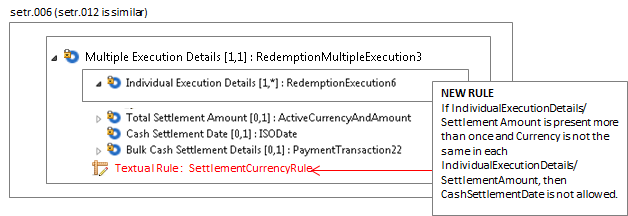 setr.006 (setr.012 is similar)
Multiple Execution Details [1,1] : RedemptionMultipleExecution3
Individual Execution Details [1,*] : RedemptionExecution6
Total Settlement Amount [0,1] : ActiveCurrencyAndAmount
Cash Settlement Date [0,1] : ISODate
Bulk Cash Settlement Details [0,1] : PaymentTransaction22
Textual Rule : SettlementCurrencyRule
NEW RULE
If IndividualExecutionDetails/
Settlement Amount is present more
than once and Currency is not the
same in each
IndividualExecutionDetails/
SettlementAmount, then
CashSettlementDate is not allowed.